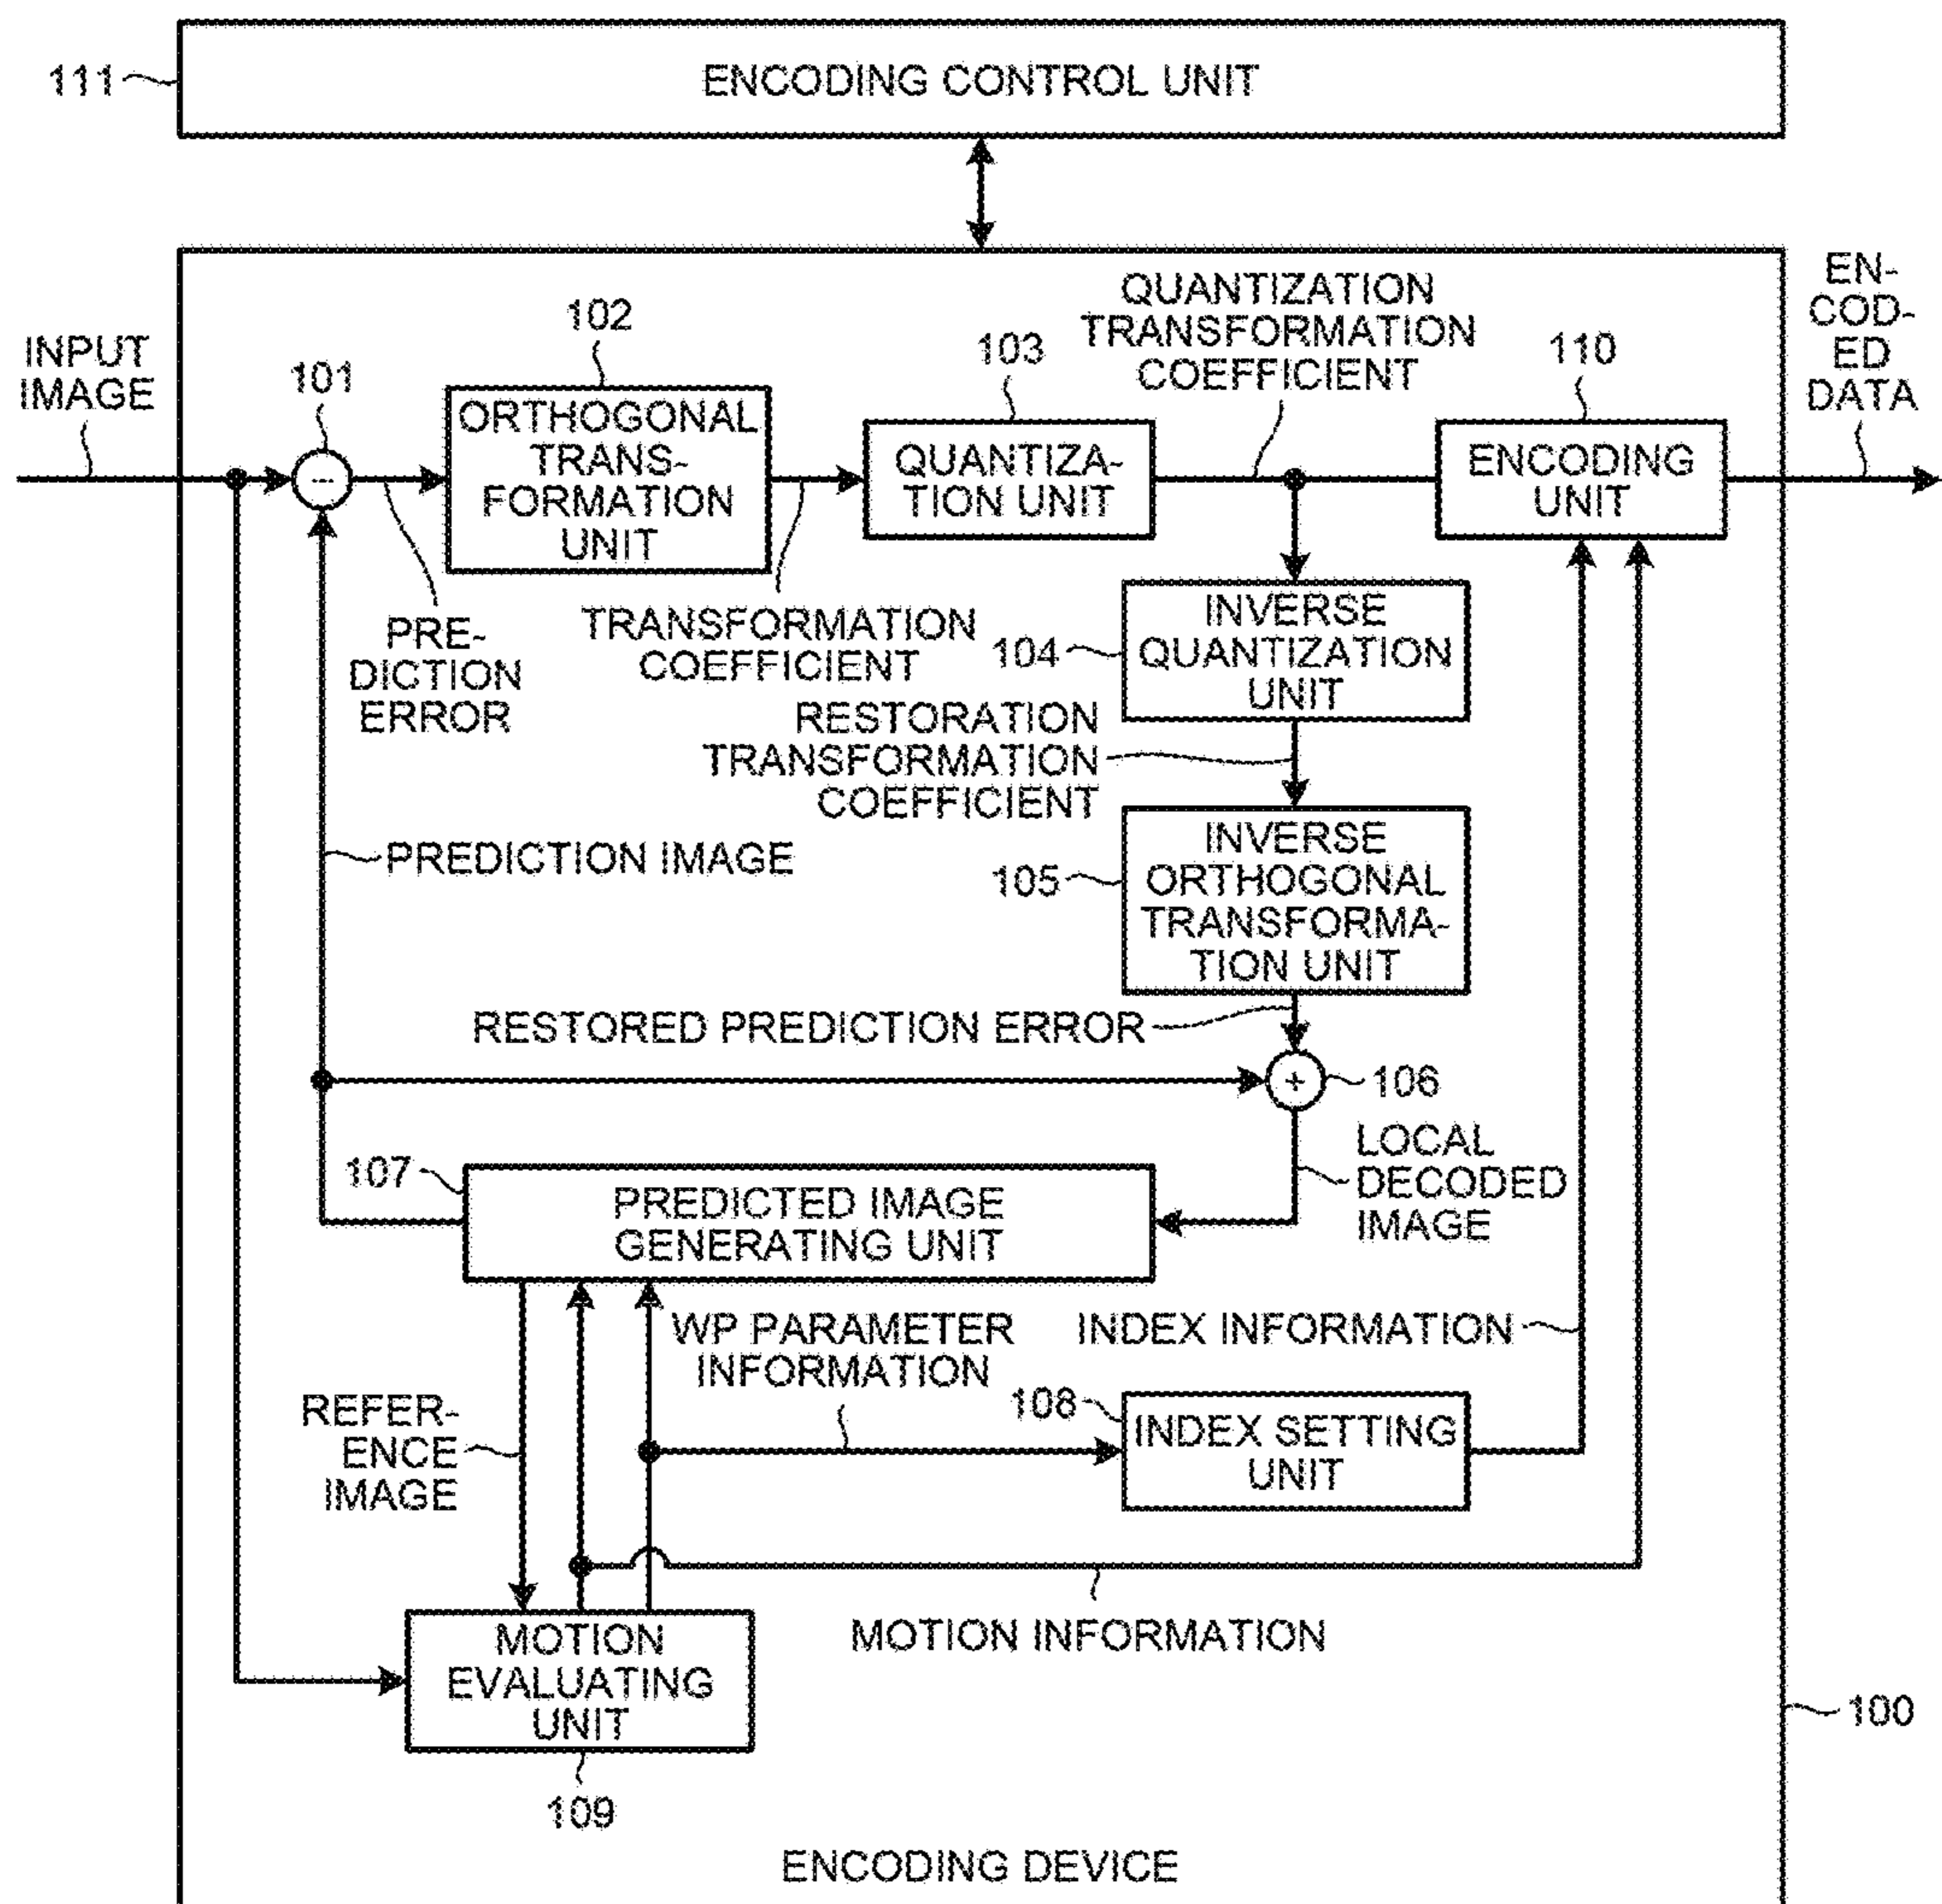 111
ENCODING CONTROL UNIT
INPUT
IMAGE
101
102
ORTHOGONAL
TRANS-
FORMATION
UNIT
103
QUANTIZA-
TION UNIT
QUANTIZATION
TRANSFORMATION
COEFFICIENT
110
ENCODING
UNIT
EN-
COD-
ED
DATA
PRE-
DICTION
ERROR
TRANSFORMATION
COEFFICIENT
104
INVERSE
QUANTIZATION
UNIT
RESTORATION
TRANSFORMATION
COEFFICIENT
105
INVERSE
ORTHOGONAL
TRANSFORMA-
TION UNIT
PREDICTION IMAGE
RESTORED PREDICTION ERROR
+
106
LOCAL
DECODED
IMAGE
107
PREDICTED IMAGE
GENERATING UNIT
WP PARAMETER
INFORMATION
INDEX INFORMATION
REFER-
ENCE
IMAGE
108
INDEX SETTING
UNIT
MOTION INFORMATION
MOTION
EVALUATING
UNIT
109
100
ENCODING DEVICE